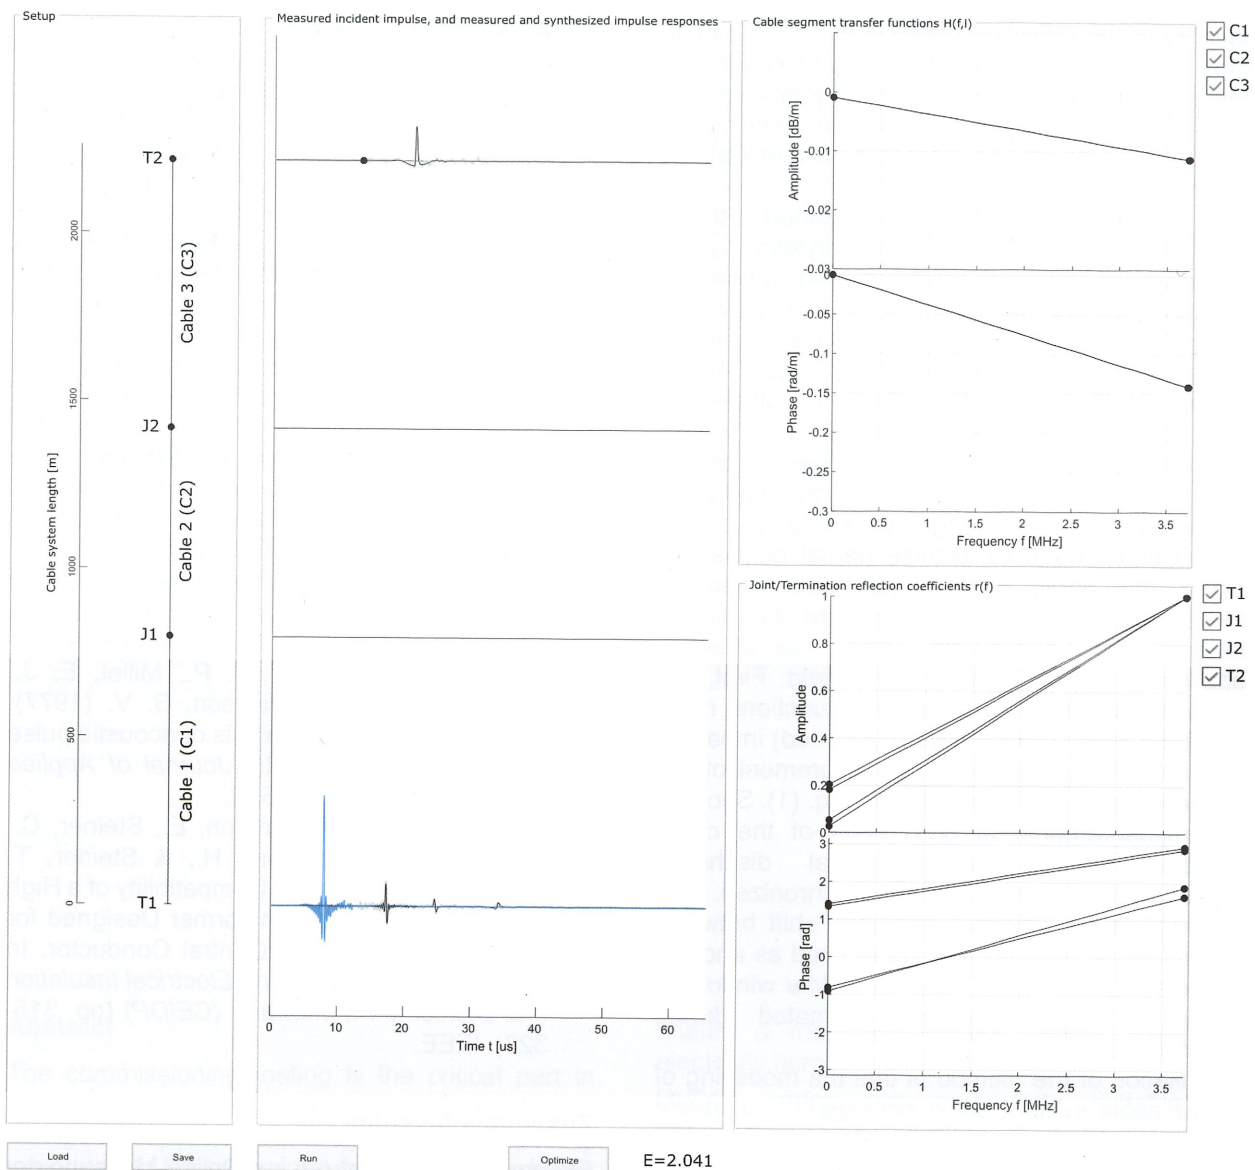 Setup
T2
2000
Cable 3 (C3)
1500
J2
Cable system length [m]
Cable 2 (C2)
1000
J1
500
Cable 1 (C1)
0
T1
Measured incident impulse, and measured and synthesized impulse responses
0
10
20
30
40
50
60
Time t [us]
Cable segment transfer functions H(f,l)
C1
C2
C3
0
-0.01
-0.02
-0.03
Amplitude [dB/m]
0
-0.05
-0.1
-0.15
-0.2
-0.25
-0.3
Phase [rad/m]
0
0.5
1
1.5
2
2.5
3
3.5
Frequency f [MHz]
Joint/Termination reflection coefficients r(f)
T1
J1
J2
T2
1
0.8
0.6
0.4
0.2
0
Amplitude
3
2
1
0
-1
-2
-3
Phase [rad]
0
0.5
1
1.5
2
2.5
3
3.5
Frequency f [MHz]
Load
Save
Run
Optimize
E=2.041